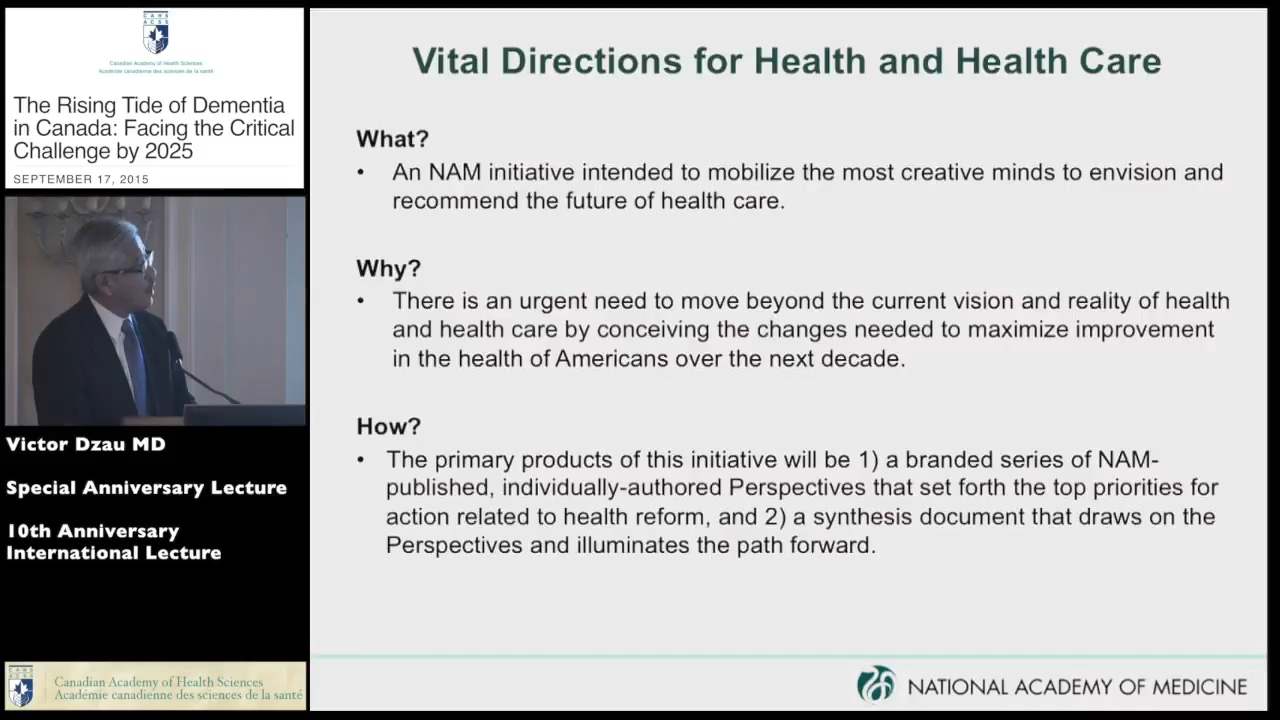 CAHS
ACSS
Canadian Academy of Health Sciences
Académie canadienne des sciences de la santé
The Rising Tide of Dementia
in Canada: Facing the Critical
Challenge by 2025
SEPTEMBER 17, 2015
Victor Dzau MD
Special Anniversary Lecture
10th Anniversary
International Lecture
CAHS
ACSS
Canadian Academy of Health Sciences
Académie canadienne des sciences de la santé
Vital Directions for Health and Health Care
What?
• An NAM initiative intended to mobilize the most creative minds to envision and
recommend the future of health care.
Why?
• There is an urgent need to move beyond the current vision and reality of health
and health care by conceiving the changes needed to maximize improvement
in the health of Americans over the next decade.
How?
• The primary products of this initiative will be 1) a branded series of NAM-
published, individually-authored Perspectives that set forth the top priorities for
action related to health reform, and 2) a synthesis document that draws on the
Perspectives and illuminates the path forward.
NATIONAL ACADEMY OF MEDICINE